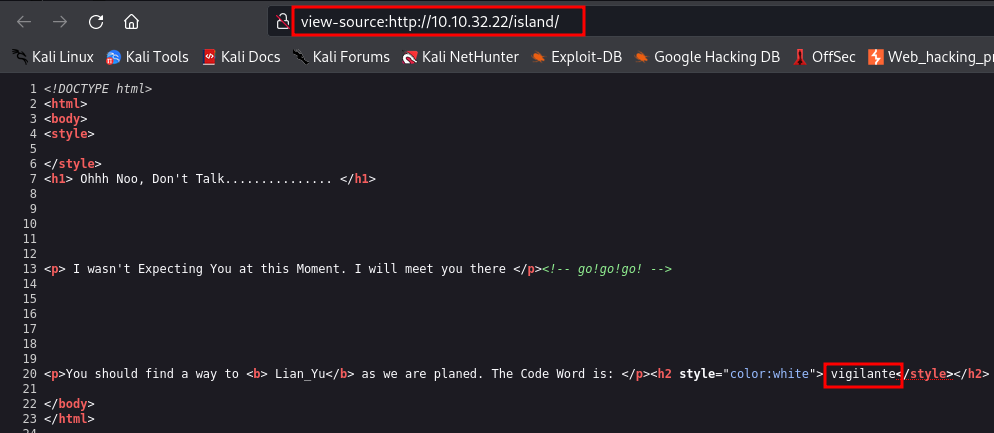 view-source:http://10.10.32.22/island/
Kali Linux Kali Tools Kali Docs Kali Forums Kali NetHunter Exploit-DB Google Hacking DB OffSec Web_hacking_pr
1 <!DOCTYPE html>
2 <html>
3 <body>
4 <style>
5
6 </style>
7 <h1> Ohhh Noo, Don't Talk............... </h1>
8
9
10
11
12
13 <p> I wasn't Expecting You at this Moment. I will meet you there </p><!-- go!go!go! -->
14
15
16
17
18
19
20 <p>You should find a way to <b> Lian_Yu</b> as we are planed. The Code Word is: </p><h2 style="color:white"> vigilante</style></h2>
21
22 </body>
23 </html>
24